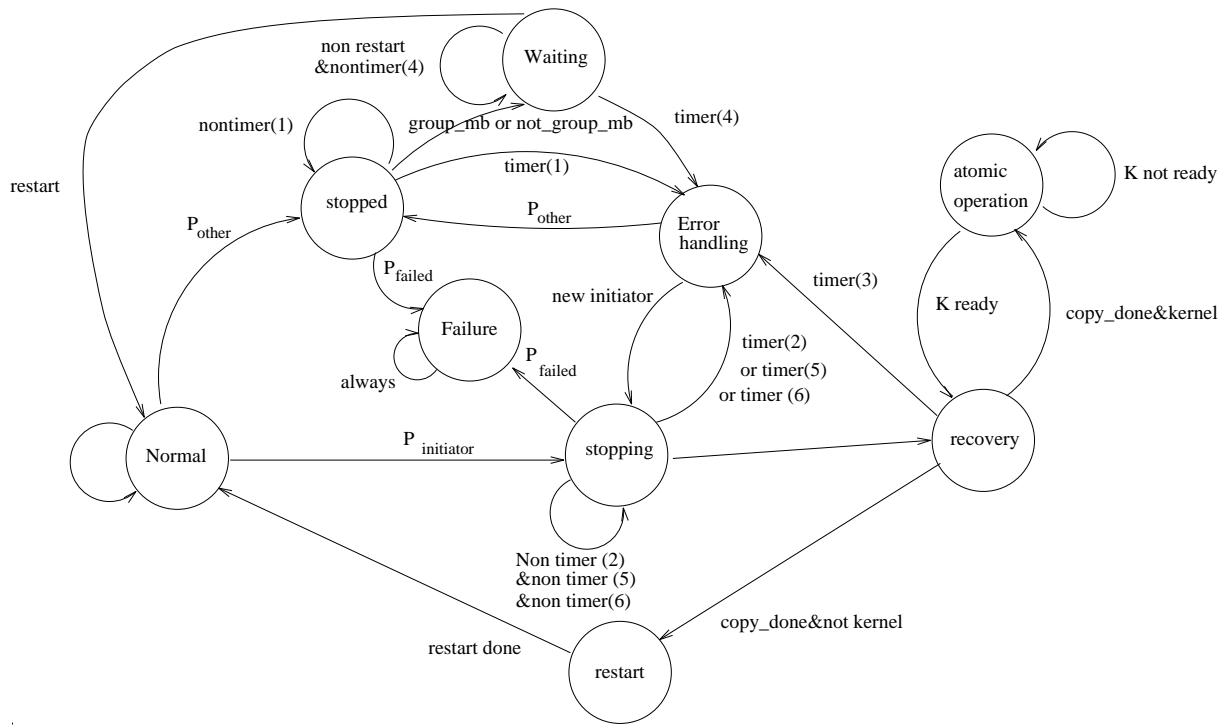 non restart
&nontimer(4)
Waiting
nontimer(1)
group_mb or not_group_mb
timer(4)
restart
stopped
timer(1)
atomic
operation
K not ready
P other
P other
Error
handling
P failed
new initiator
timer(3)
K ready
copy_done&kernel
Failure
always
P failed
timer(2)
or timer(5)
or timer (6)
Normal
P initiator
stopping
recovery
Non timer (2)
&non timer (5)
&non timer(6)
copy_done&not kernel
restart done
restart